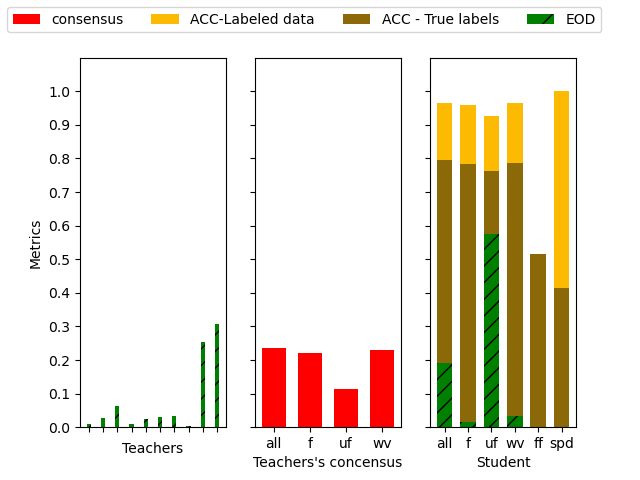 consensus ACC-Labeled data ACC - True labels EOD
Metrics
1.0
0.9
0.8
0.7
0.6
0.5
0.4
0.3
0.2
0.1
0.0
Teachers
all f uf wv
Teachers's concensus
all f uf wv ff spd
Student